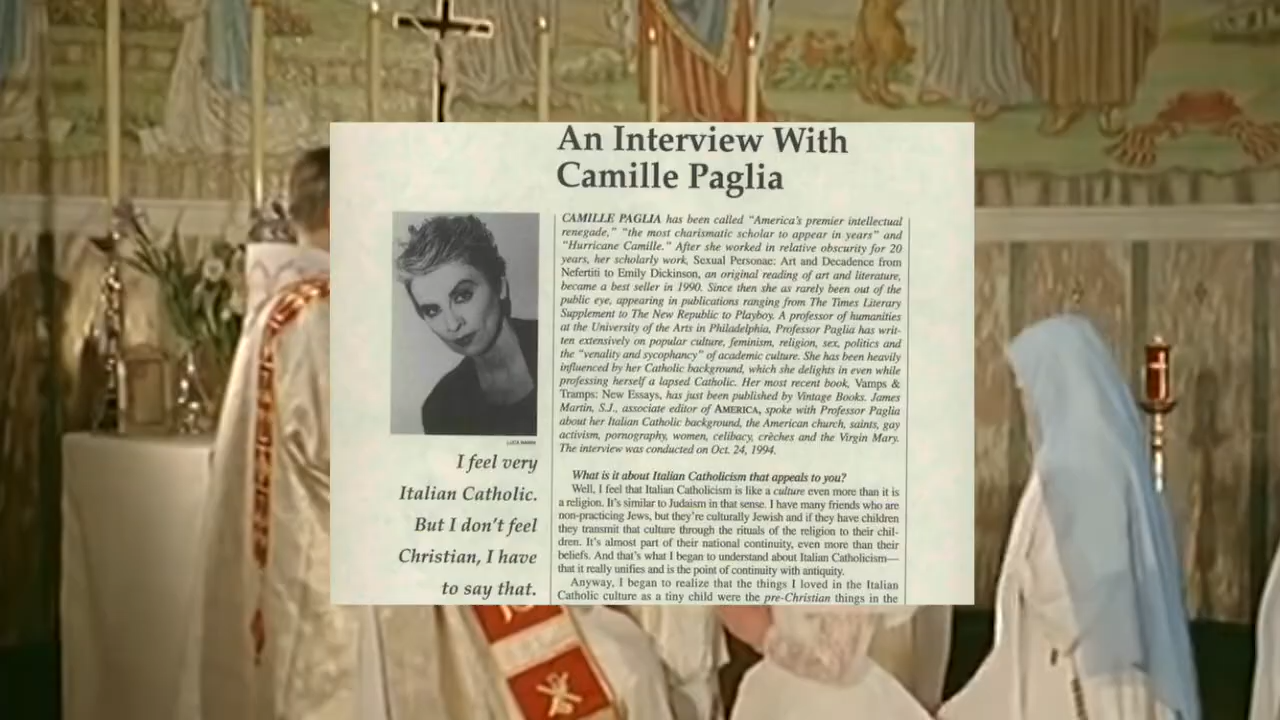 An Interview With
Camille Paglia
CAMILLE PAGLIA has been called "America's premier intellectual
renegade," "the most charismatic scholar to appear in years" and
"Hurricane Camille." After she worked in relative obscurity for 20
years, her scholarly work, Sexual Personae: Art and Decadence from
Nefertiti to Emily Dickinson, an original reading of art and literature,
became a best seller in 1990. Since then she as rarely been out of the
public eye, appearing in publications ranging from The Times Literary
Supplement to The New Republic to Playboy. A professor of humanities
at the University of the Arts in Philadelphia, Professor Paglia has writ-
ten extensively on popular culture, feminism, religion, sex, politics and
the "venality and sycophancy" of academic culture. She has been heavily
influenced by her Catholic background, which she delights in even while
professing herself a lapsed Catholic. Her most recent book, Vamps &
Tramps: New Essays, has just been published by Vintage Books. James
Martin, S.J., associate editor of AMERICA, spoke with Professor Paglia
about her Italian Catholic background, the American church, saints, gay
activism, pornography, women, celibacy, crèches and the Virgin Mary.
The interview was conducted on Oct. 24, 1994.
I feel very
Italian Catholic.
But I don't feel
Christian, I have
to say that.
What is it about Italian Catholicism that appeals to you?
Well, I feel that Italian Catholicism is like a culture even more than it is
a religion. It's similar to Judaism in that sense. I have many friends who are
non-practicing Jews, but they're culturally Jewish and if they have children
they transmit that culture through the rituals of the religion to their chil-
dren. It's almost part of their national continuity, even more than their
beliefs. And that's what I began to understand about Italian Catholicism—
that it really unifies and is the point of continuity with antiquity.
Anyway, I began to realize that the things I loved in the Italian
Catholic culture as a tiny child were the pre-Christian things in the